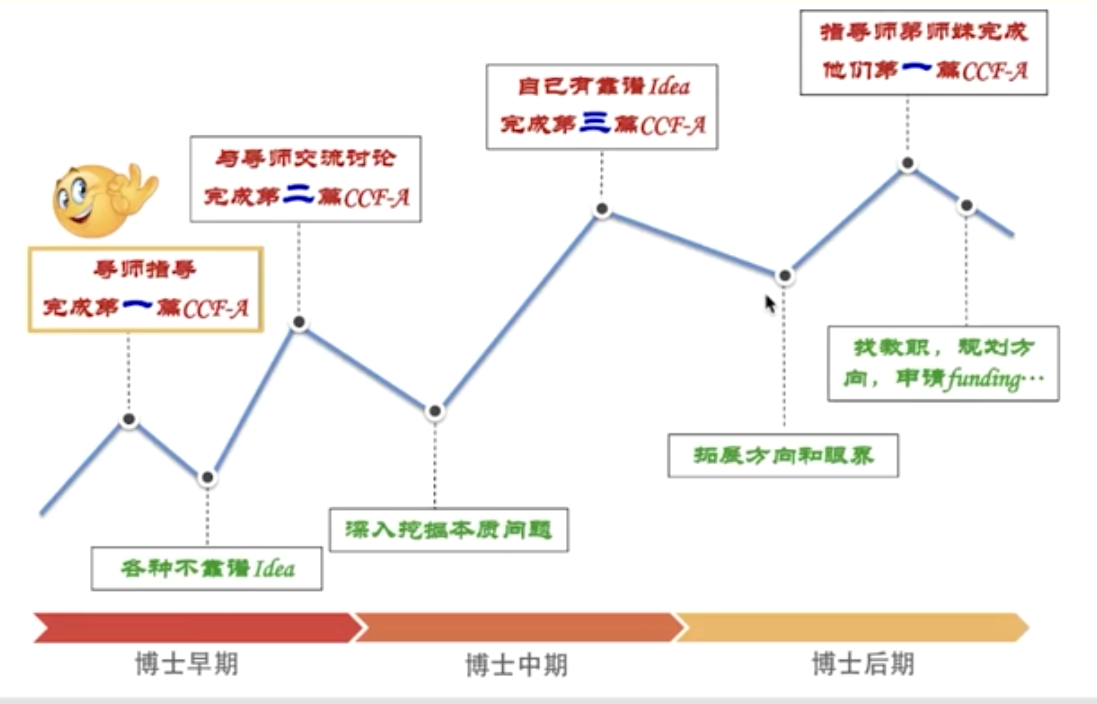 指导师弟师妹完成
他们第一篇CCF-A
自己有靠谱Idea
完成第三篇CCF-A
与导师交流讨论
完成第二篇CCF-A
导师指导
完成第一篇CCF-A
找教职，规划方
向，申请funding…
拓展方向和眼界
深入挖掘本质问题
各种不靠谱Idea
博士早期
博士中期
博士后期